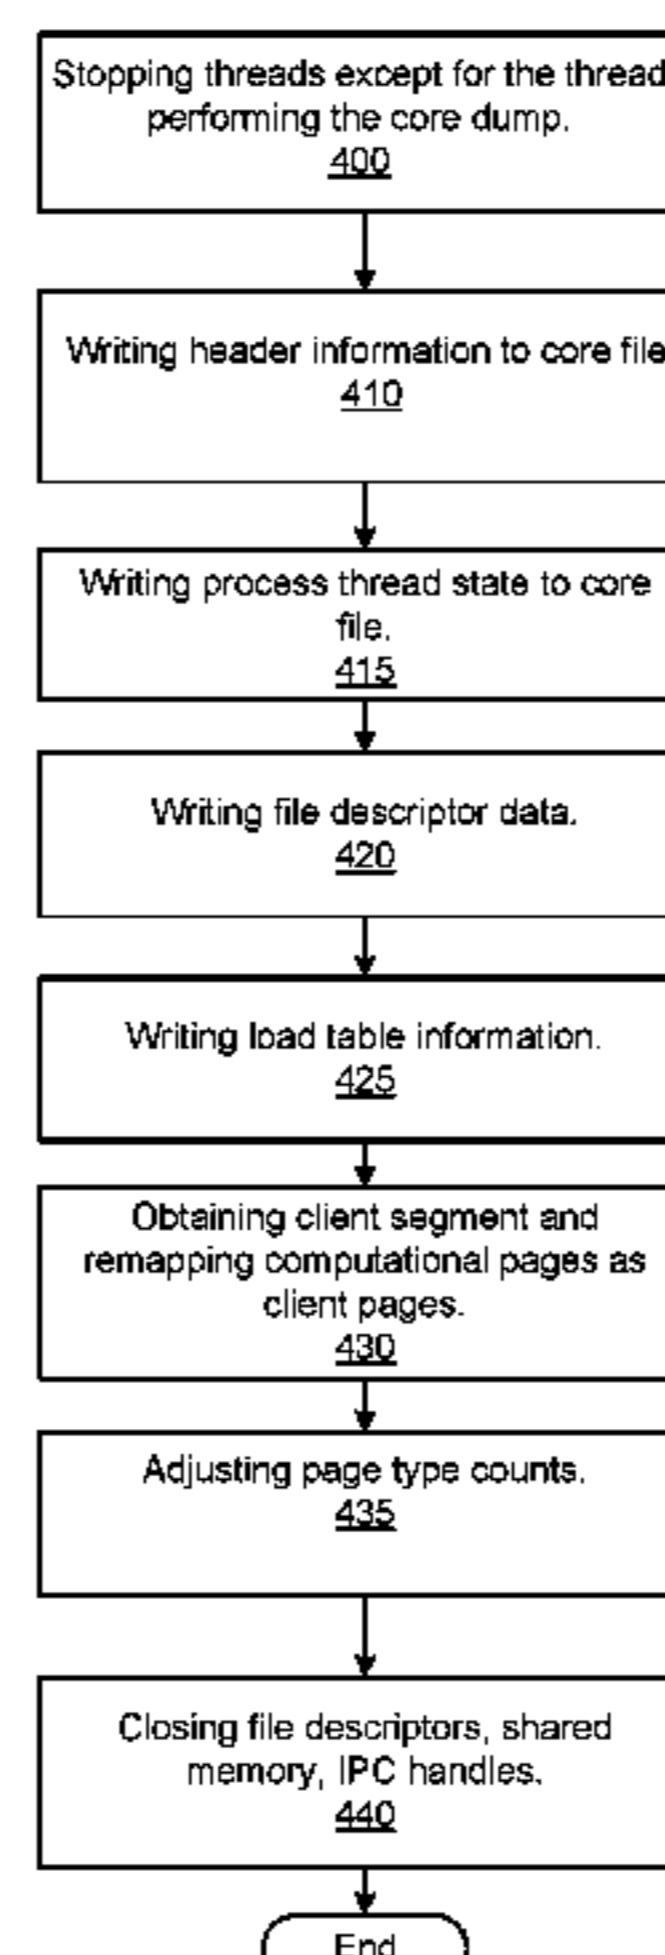 Stopping threads except for the thread
performing the core dump.
400
Writing header information to core file
410
Writing process thread state to core
file.
415
Writing file descriptor data.
420
Writing load table information.
425
Obtaining client segment and
remapping computational pages as
client pages.
430
Adjusting page type counts.
435
Closing file descriptors, shared
memory, IPC handles.
440
End